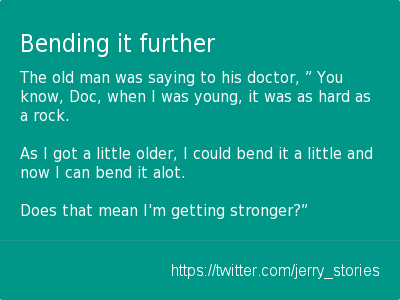 Bending it further
The old man was saying to his doctor, ” You
know, Doc, when I was young, it was as hard as
a rock.
As I got a little older, I could bend it a little and
now I can bend it alot.
Does that mean I'm getting stronger?”
https://twitter.com/jerry_stories